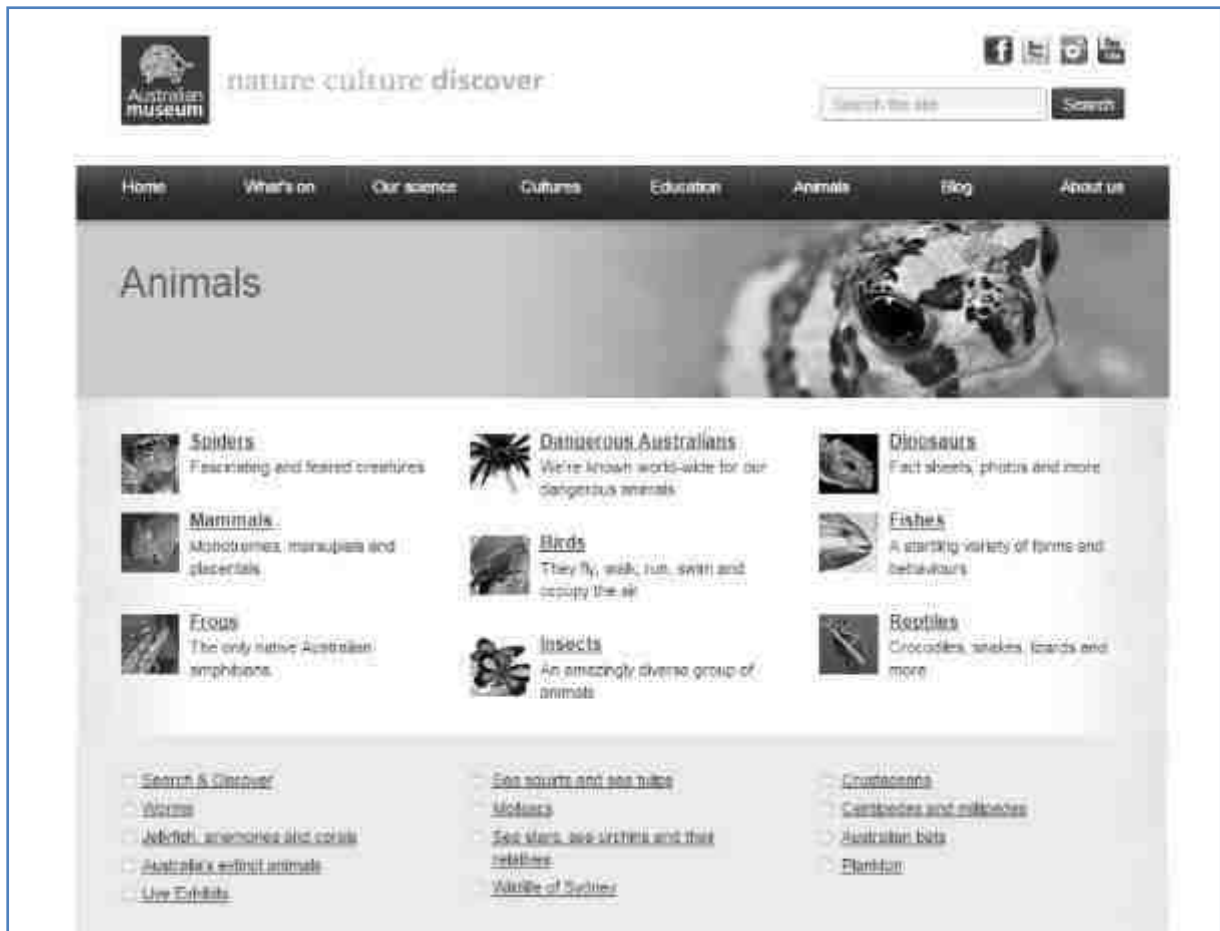 Australian
museum
nature culture discover
Search the site
Search
Home
What's on
Our science
Cultures
Education
Animals
Blog
About us
Animals
Spiders
Fascinating and feared creatures
Mammals
Monotremes, marsupials and
placentals
Frogs
The only native Australian
amphibians
Dangerous Australians
We're known world-wide for our
dangerous animals
Birds
They fly, walk, run, swim and
occupy the air
Insects
An amazingly diverse group of
animals
Dinosaurs
Fact sheets, photos and more
Fishes
A startling variety of forms and
behaviours
Reptiles
Crocodiles, snakes, lizards and
more
Search & Discover
Worms
Jellyfish, anemones and corals
Australia's extinct animals
Live Exhibits
Sea squirts and sea tulips
Molluscs
Sea stars, sea urchins and their
relatives
Wildlife of Sydney
Crustaceans
Centipedes and millipedes
Australian bats
Plankton